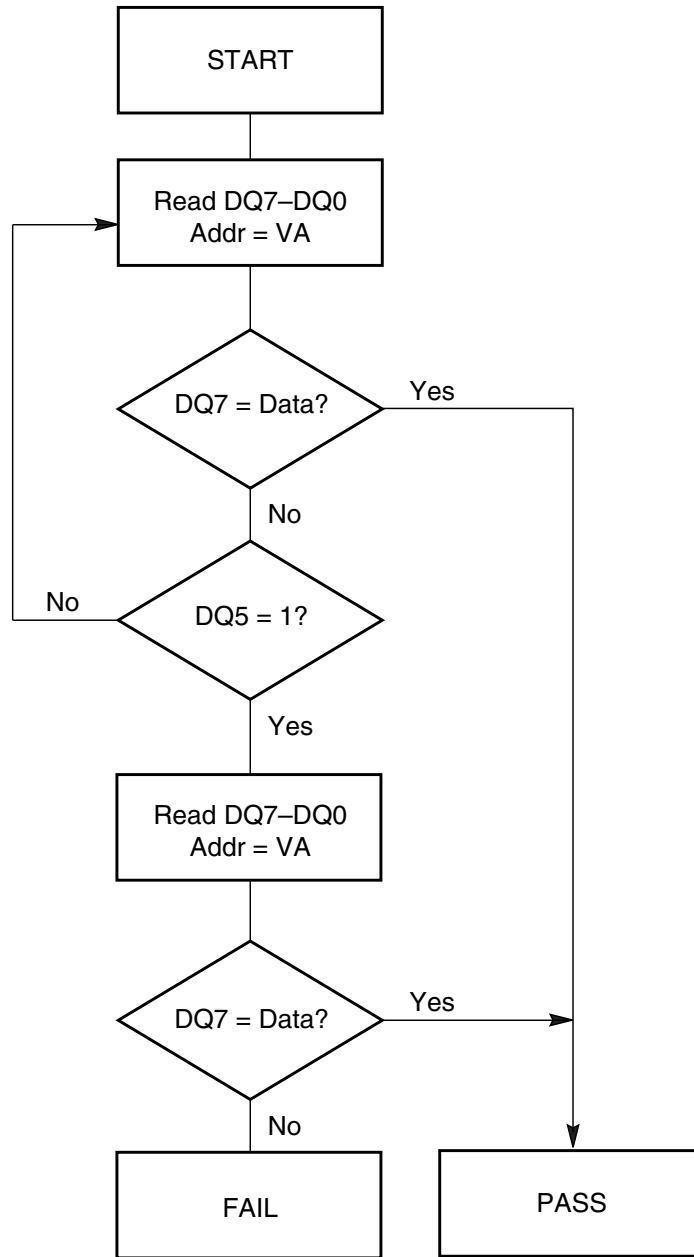 START
Read DQ7–DQ0
Addr = VA
DQ7 = Data?
Yes
No
No
DQ5 = 1?
Yes
Read DQ7–DQ0
Addr = VA
DQ7 = Data?
Yes
No
FAIL
PASS